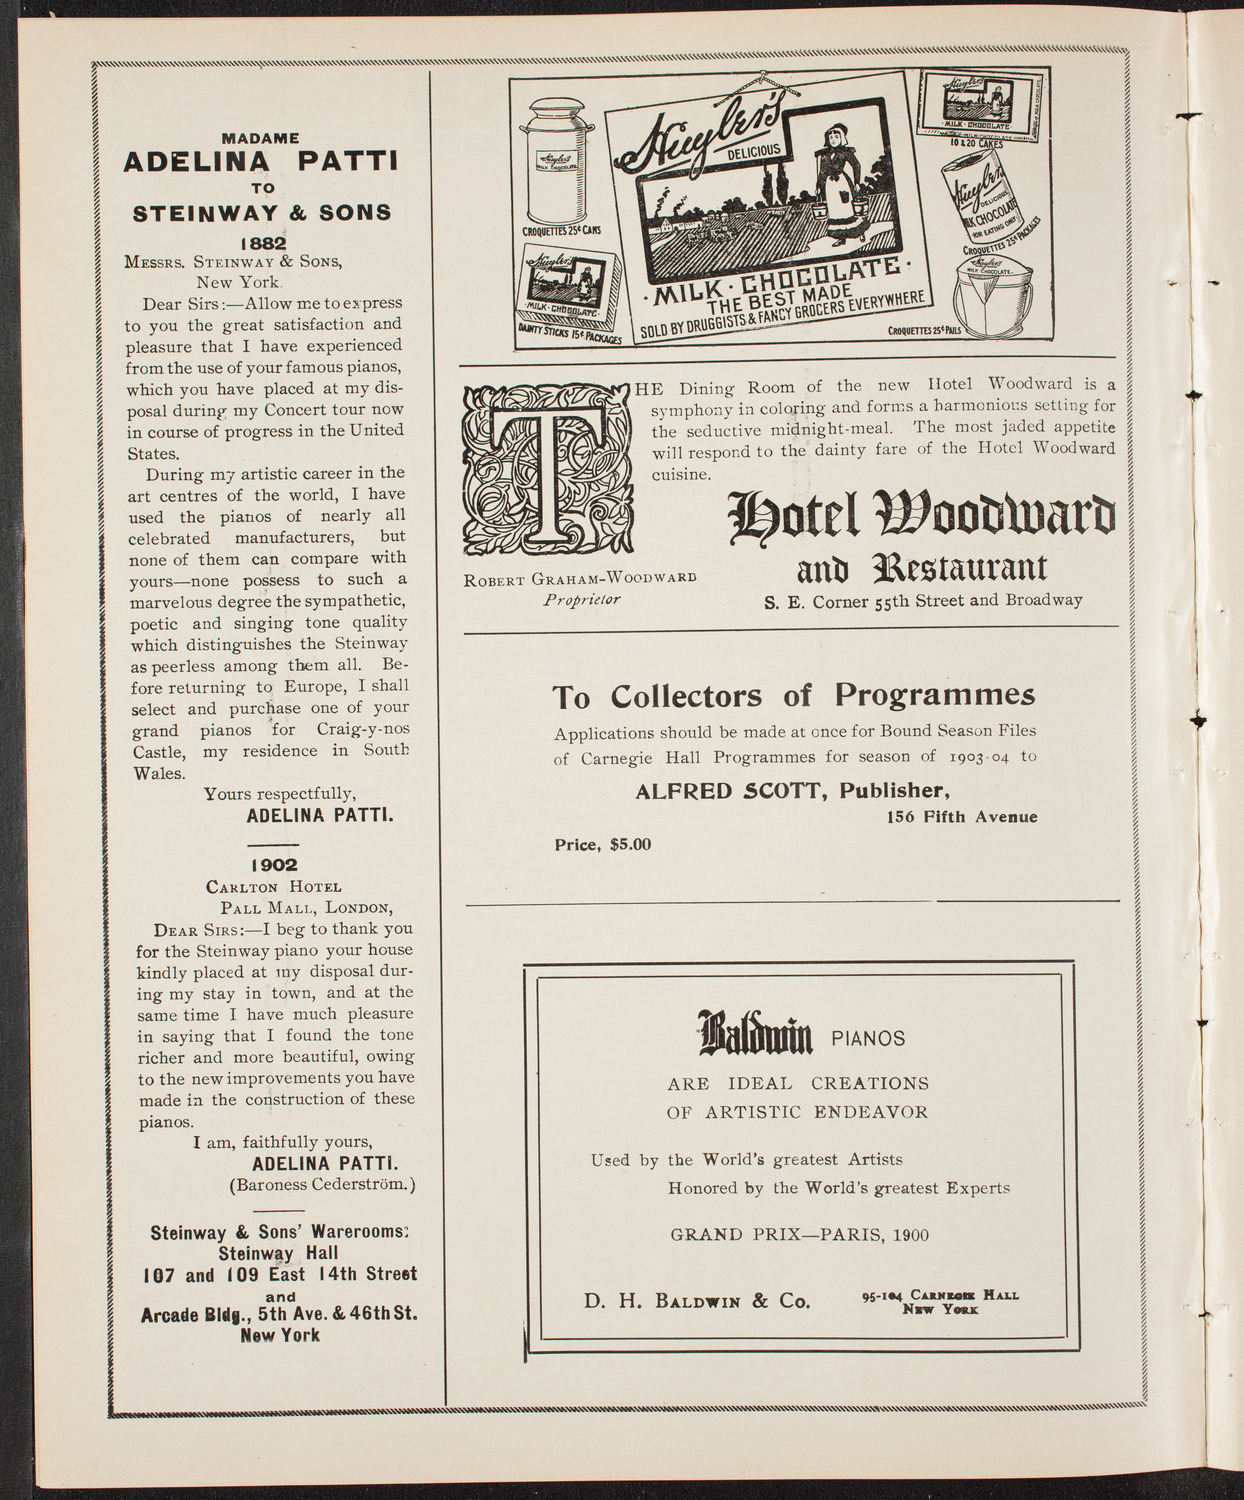 MADAME
ADELINA PATTI
TO
STEINWAY & SONS
1882
MESSRS. STEINWAY & SONS,
New York.
Dear Sirs:—Allow me to express
to you the great satisfaction and
pleasure that I have experienced
from the use of your famous pianos,
which you have placed at my dis-
posal during my Concert tour now
in course of progress in the United
States.
During my artistic career in the
art centres of the world, I have
used the pianos of nearly all
celebrated manufacturers, but
none of them can compare with
yours—none possess to such a
marvelous degree the sympathetic,
poetic and singing tone quality
which distinguishes the Steinway
as peerless among them all. Be-
fore returning to Europe, I shall
select and purchase one of your
grand pianos for Craig-y-nos
Castle, my residence in South
Wales.
Yours respectfully,
ADELINA PATTI.
1902
CARLTON HOTEL
PALL MALL, LONDON,
DEAR SIRS:—I beg to thank you
for the Steinway piano your house
kindly placed at my disposal dur-
ing my stay in town, and at the
same time I have much pleasure
in saying that I found the tone
richer and more beautiful, owing
to the new improvements you have
made in the construction of these
pianos.
I am, faithfully yours,
ADELINA PATTI.
(Baroness Cederström.)
Steinway & Sons' Warerooms:
Steinway Hall
107 and 109 East 14th Street
and
Arcade Bldg., 5th Ave. & 46th St.
New York
Huyler's
MILK CHOCOLATE
CROQUETTES 25¢ CANS
Huyler's
MILK · CHOCOLATE
DAINTY STICKS 15¢ PACKAGES
Huyler's
DELICIOUS
· MILK · CHOCOLATE ·
THE BEST MADE
SOLD BY DRUGGISTS & FANCY GROCERS EVERYWHERE
Huyler's
· MILK · CHOCOLATE ·
10 & 20 CAKES
Huyler's
DELICIOUS
MILK CHOCOLATE
FOR EATING ONLY
CROQUETTES 25¢ PACKAGES
Huyler's
MILK CHOCOLATE
CROQUETTES 25¢ PAILS
THE Dining Room of the new Hotel Woodward is a
symphony in coloring and forms a harmonious setting for
the seductive midnight-meal. The most jaded appetite
will respond to the dainty fare of the Hotel Woodward
cuisine.
Hotel Woodward
and Restaurant
ROBERT GRAHAM-WOODWARD
Proprietor
S. E. Corner 55th Street and Broadway
To Collectors of Programmes
Applications should be made at once for Bound Season Files
of Carnegie Hall Programmes for season of 1903-04 to
ALFRED SCOTT, Publisher,
156 Fifth Avenue
Price, $5.00
Baldwin PIANOS
ARE IDEAL CREATIONS
OF ARTISTIC ENDEAVOR
Used by the World's greatest Artists
Honored by the World's greatest Experts
GRAND PRIX—PARIS, 1900
D. H. BALDWIN & CO.
95-104 CARNEGIE HALL
NEW YORK